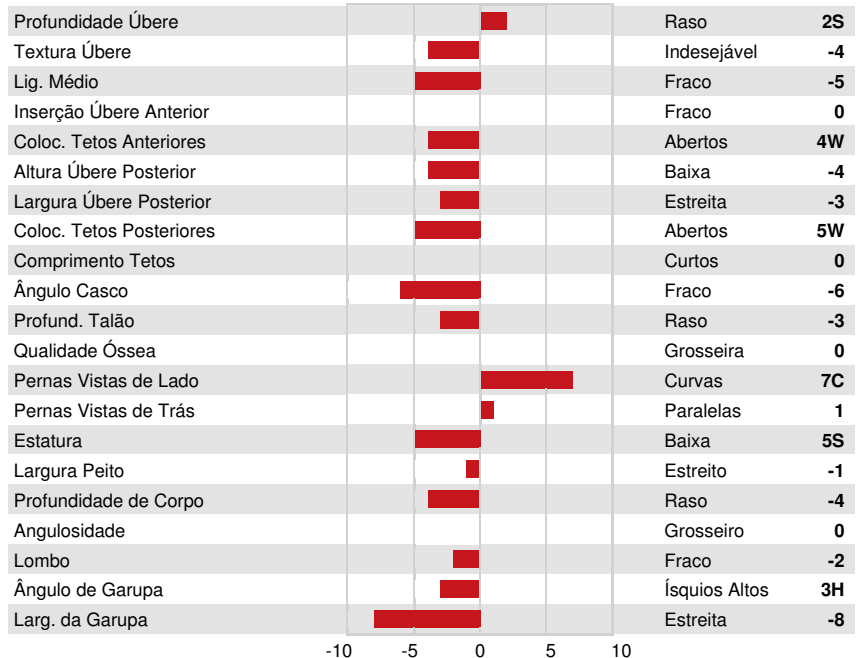 Profundidade Úbere Raso 2S
Textura Úbere Indesejável -4
Lig. Médio Fraco -5
Inserção Úbere Anterior Fraco 0
Coloc. Tetos Anteriores Abertos 4W
Altura Úbere Posterior Baixa -4
Largura Úbere Posterior Estreita -3
Coloc. Tetos Posteriores Abertos 5W
Comprimento Tetos Curtos 0
Ângulo Casco Fraco -6
Profund. Talão Raso -3
Qualidade Óssea Grosseira 0
Pernas Vistas de Lado Curvas 7C
Pernas Vistas de Trás Paralelas 1
Estatura Baixa 5S
Largura Peito Estreito -1
Profundidade de Corpo Raso -4
Angulosidade Grosseiro 0
Lombo Fraco -2
Ângulo de Garupa Ísquios Altos 3H
Larg. da Garupa Estreita -8
-10 -5 0 5 10